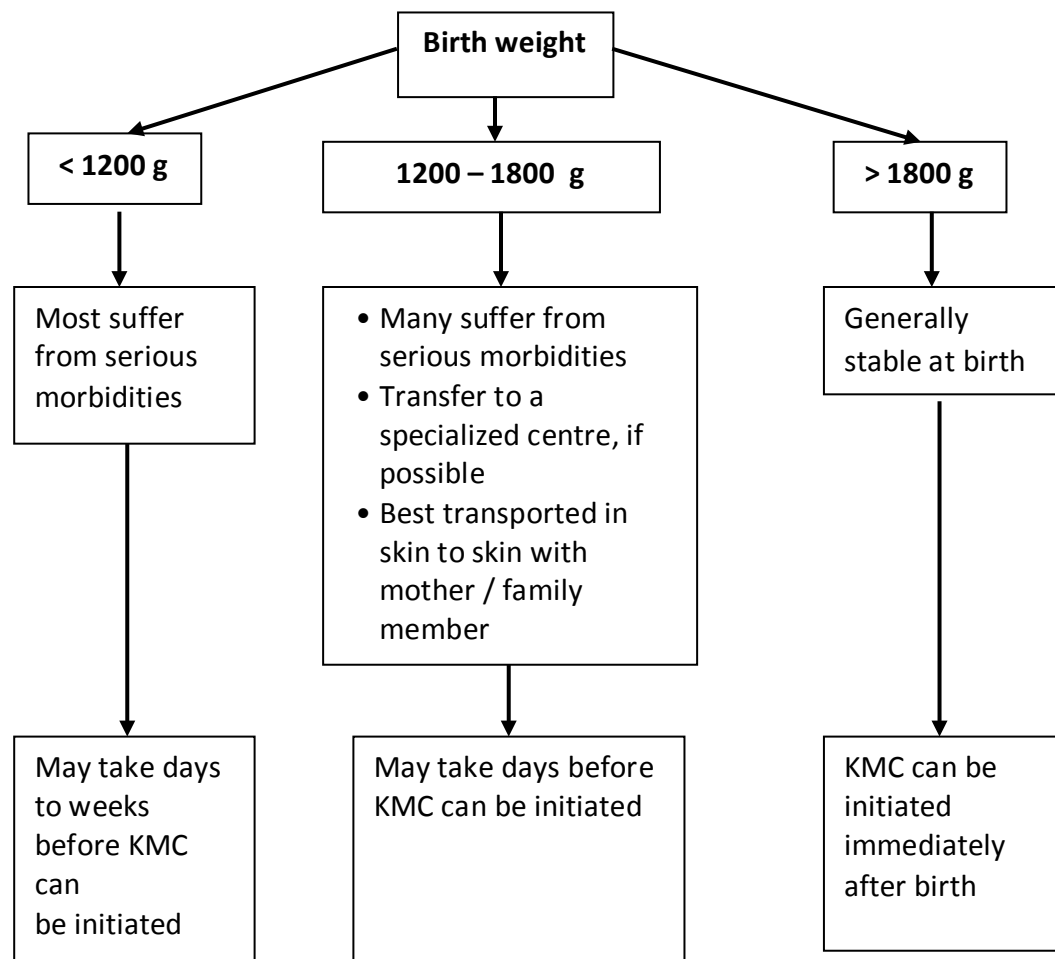 Birth weight
< 1200 g
1200 – 1800 g
> 1800 g
Most suffer
from serious
morbidities
• Many suffer from
serious morbidities
• Transfer to a
specialized centre, if
possible
• Best transported in
skin to skin with
mother / family
member
Generally
stable at birth
May take days
to weeks
before KMC
can
be initiated
May take days before
KMC can be initiated
KMC can be
initiated
immediately
after birth